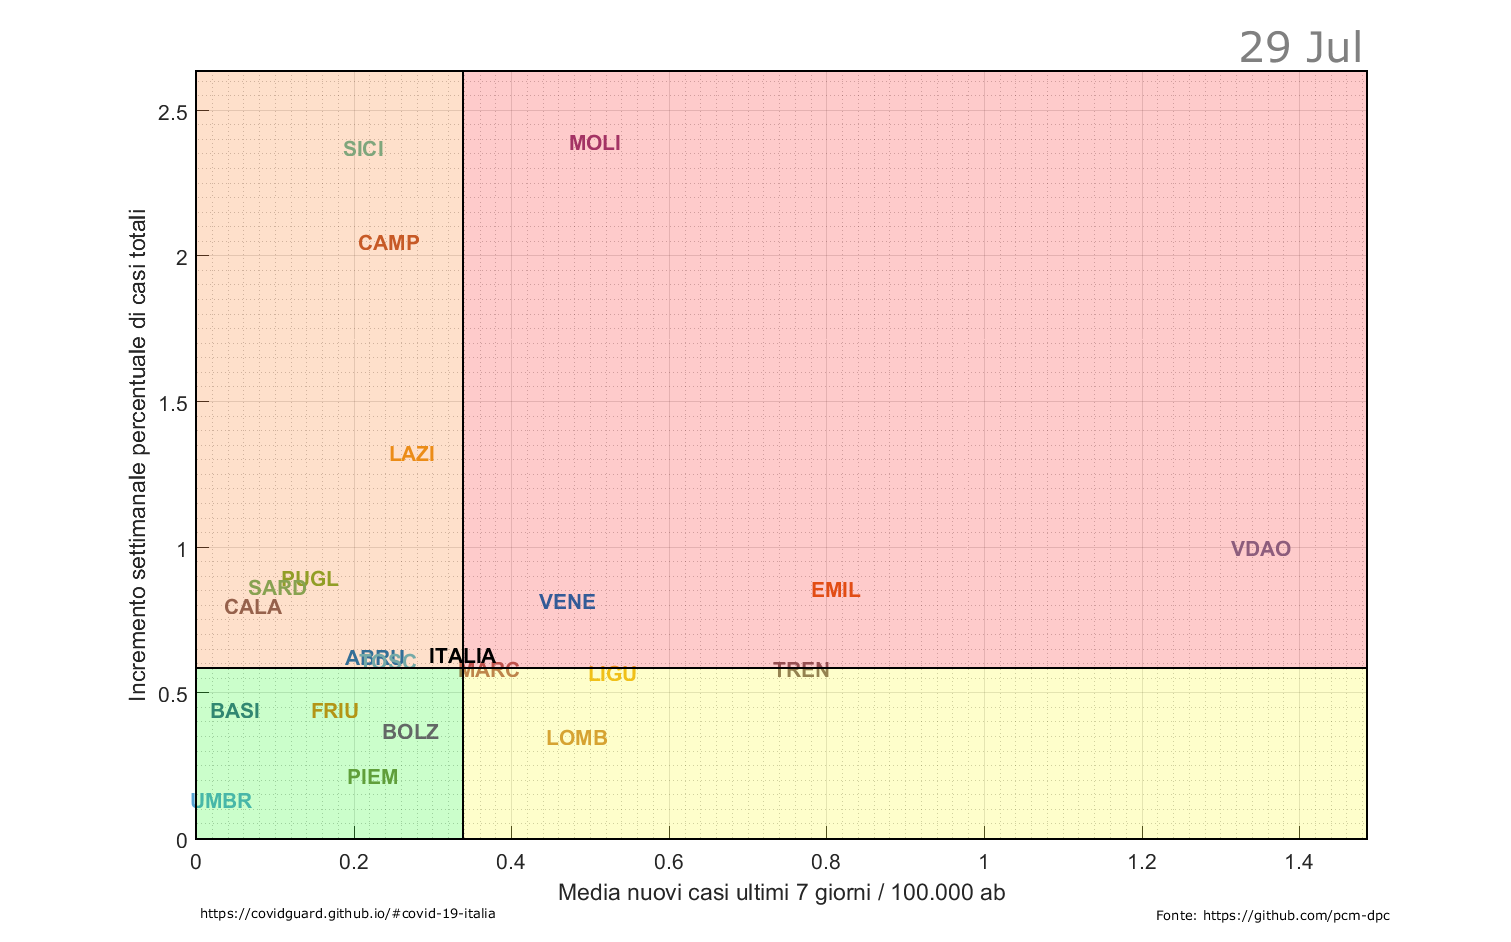 29 Jul
Incremento settimanale percentuale di casi totali
2.5
2
1.5
1
0.5
0
SICI
MOLI
CAMP
LAZI
VDAO
PUGL
SARD
CALA
EMIL
VENE
ABRU
TOSC
ITALIA
MARC
LIGU
TREN
BASI
FRIU
BOLZ
LOMB
PIEM
UMBR
0 0.2 0.4 0.6 0.8 1 1.2 1.4
Media nuovi casi ultimi 7 giorni / 100.000 ab
https://covidguard.github.io/#covid-19-italia
Fonte: https://github.com/pcm-dpc